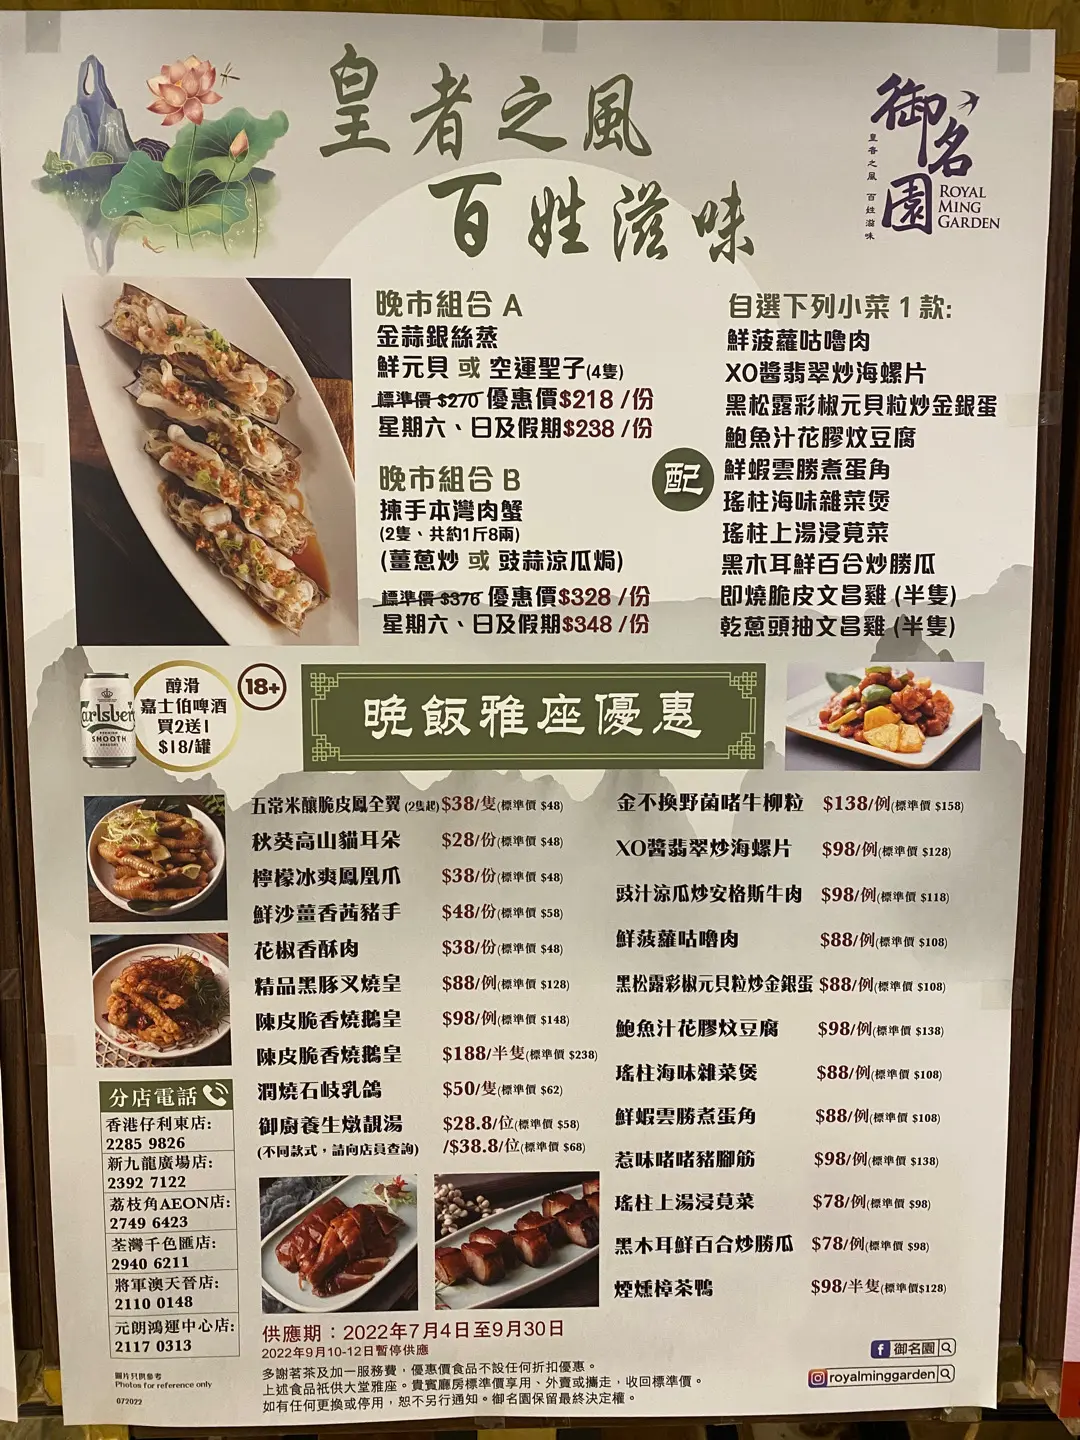 皇者之風
百姓滋味
御名園
皇者之風 百姓滋味
ROYAL
MING
GARDEN
晚市組合 A
金蒜銀絲蒸
鮮元貝 或 空運聖子(4隻)
標準價 $270 優惠價$218 /份
星期六、日及假期$238 /份
晚市組合 B
揀手本灣肉蟹
(2隻、共約1斤8兩)
(薑蔥炒 或 豉蒜涼瓜焗)
標準價 $376 優惠價$328 /份
星期六、日及假期$348 /份
配
自選下列小菜 1 款:
鮮菠蘿咕嚕肉
XO醬翡翠炒海螺片
黑松露彩椒元貝粒炒金銀蛋
鮑魚汁花膠炆豆腐
鮮蝦雲勝煮蛋角
瑤柱海味雜菜煲
瑤柱上湯浸莧菜
黑木耳鮮百合炒勝瓜
即燒脆皮文昌雞 (半隻)
乾蔥頭抽文昌雞 (半隻)
Carlsberg
SMOOTH
醇滑
嘉士伯啤酒
買2送1
$18/罐
18+
晚飯雅座優惠
五常米釀脆皮鳳全翼 (2隻起) $38/隻(標準價 $48)
秋葵高山貓耳朵 $28/份(標準價 $48)
檸檬冰爽鳳凰爪 $38/份(標準價 $48)
鮮沙薑香茜豬手 $48/份(標準價 $58)
花椒香酥肉 $38/份(標準價 $48)
精品黑豚叉燒皇 $88/例(標準價 $128)
陳皮脆香燒鵝皇 $98/例(標準價 $148)
陳皮脆香燒鵝皇 $188/半隻(標準價 $238)
潤燒石岐乳鴿 $50/隻(標準價 $62)
御廚養生燉靚湯 $28.8/位(標準價 $58)
(不同款式，請向店員查詢) /$38.8/位(標準價 $68)
金不換野菌啫牛柳粒 $138/例(標準價 $158)
XO醬翡翠炒海螺片 $98/例(標準價 $128)
豉汁涼瓜炒安格斯牛肉 $98/例(標準價 $118)
鮮菠蘿咕嚕肉 $88/例(標準價 $108)
黑松露彩椒元貝粒炒金銀蛋 $88/例(標準價 $108)
鮑魚汁花膠炆豆腐 $98/例(標準價 $138)
瑤柱海味雜菜煲 $88/例(標準價 $108)
鮮蝦雲勝煮蛋角 $88/例(標準價 $108)
惹味啫啫豬腳筋 $98/例(標準價 $138)
瑤柱上湯浸莧菜 $78/例(標準價 $98)
黑木耳鮮百合炒勝瓜 $78/例(標準價 $98)
煙燻樟茶鴨 $98/半隻(標準價$128)
分店電話
香港仔利東店:
2285 9826
新九龍廣場店:
2392 7122
荔枝角AEON店:
2749 6423
荃灣千色匯店:
2940 6211
將軍澳天晉店:
2110 0148
元朗鴻運中心店:
2117 0313
圖片只供參考
Photos for reference only
072022
供應期：2022年7月4日至9月30日
2022年9月10-12日暫停供應
多謝茗茶及加一服務費，優惠價食品不設任何折扣優惠。
上述食品祇供大堂雅座。貴賓廳房標準價享用、外賣或攜走，收回標準價。
如有任何更換或停用，恕不另行通知。御名園保留最終決定權。
御名園
royalminggarden